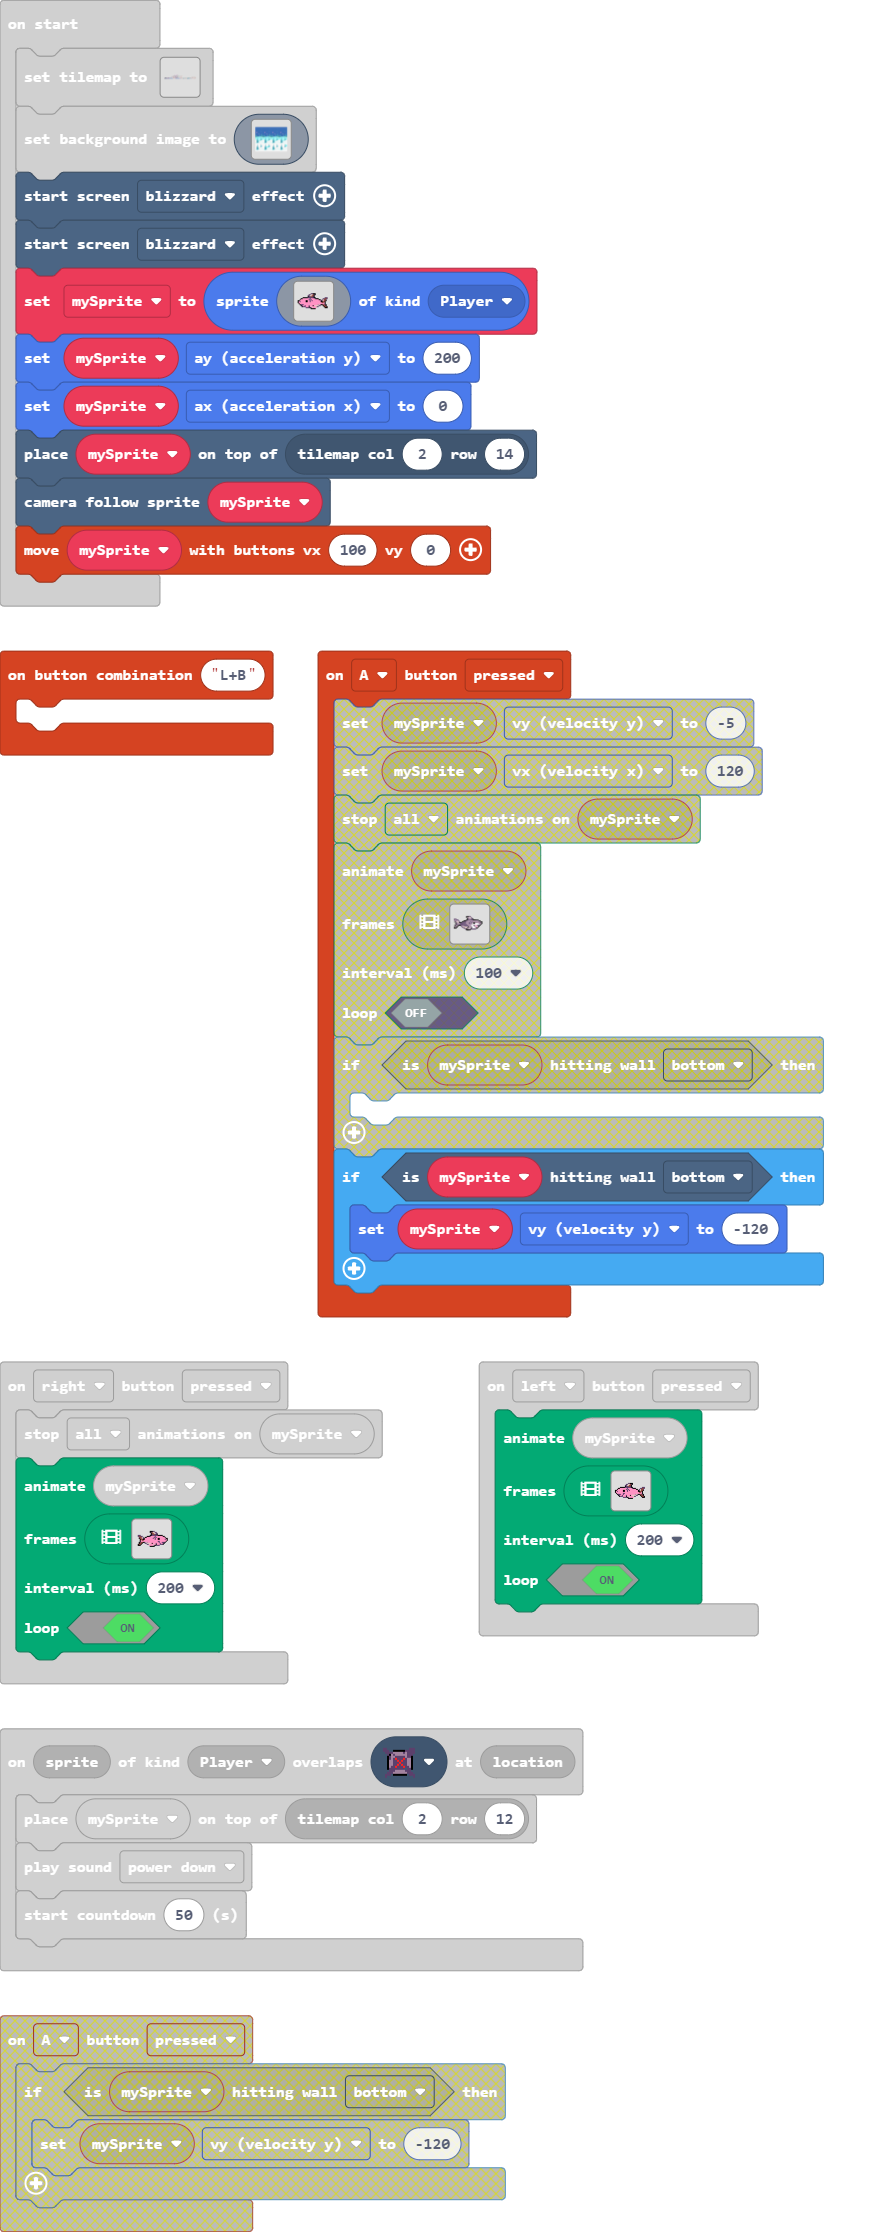 on start
set tilemap to
set background image to
start screen blizzard effect
start screen blizzard effect
set mySprite to sprite of kind Player
set mySprite ay (acceleration y) to 200
set mySprite ax (acceleration x) to 0
place mySprite on top of tilemap col 2 row 14
camera follow sprite mySprite
move mySprite with buttons vx 100 vy 0
on button combination "L+B"
on A button pressed
set mySprite vy (velocity y) to -5
set mySprite vx (velocity x) to 120
stop all animations on mySprite
animate mySprite
frames
interval (ms) 100
loop OFF
if is mySprite hitting wall bottom then
if is mySprite hitting wall bottom then
set mySprite vy (velocity y) to -120
on right button pressed
stop all animations on mySprite
animate mySprite
frames
interval (ms) 200
loop ON
on left button pressed
animate mySprite
frames
interval (ms) 200
loop ON
on sprite of kind Player overlaps at location
place mySprite on top of tilemap col 2 row 12
play sound power down
start countdown 50 (s)
on A button pressed
if is mySprite hitting wall bottom then
set mySprite vy (velocity y) to -120